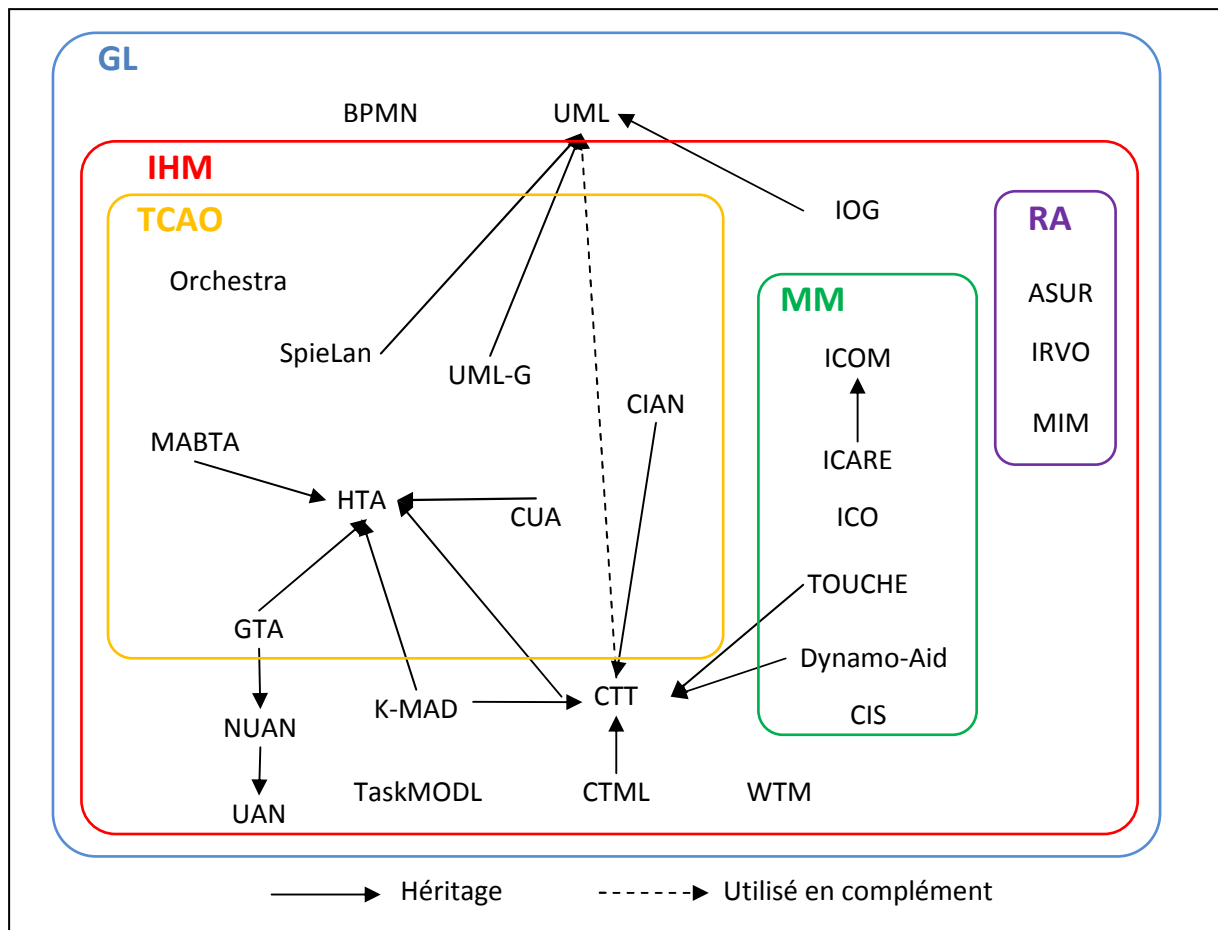 GL
BPMN
UML
IHM
TCAO
IOG
RA
Orchestra
MM
ASUR
SpieLan
UML-G
ICOM
IRVO
CIAN
MIM
MABTA
ICARE
HTA
CUA
ICO
TOUCHE
GTA
Dynamo-Aid
K-MAD
CTT
NUAN
CIS
TaskMODL
CTML
WTM
UAN
Héritage
Utilisé en complément